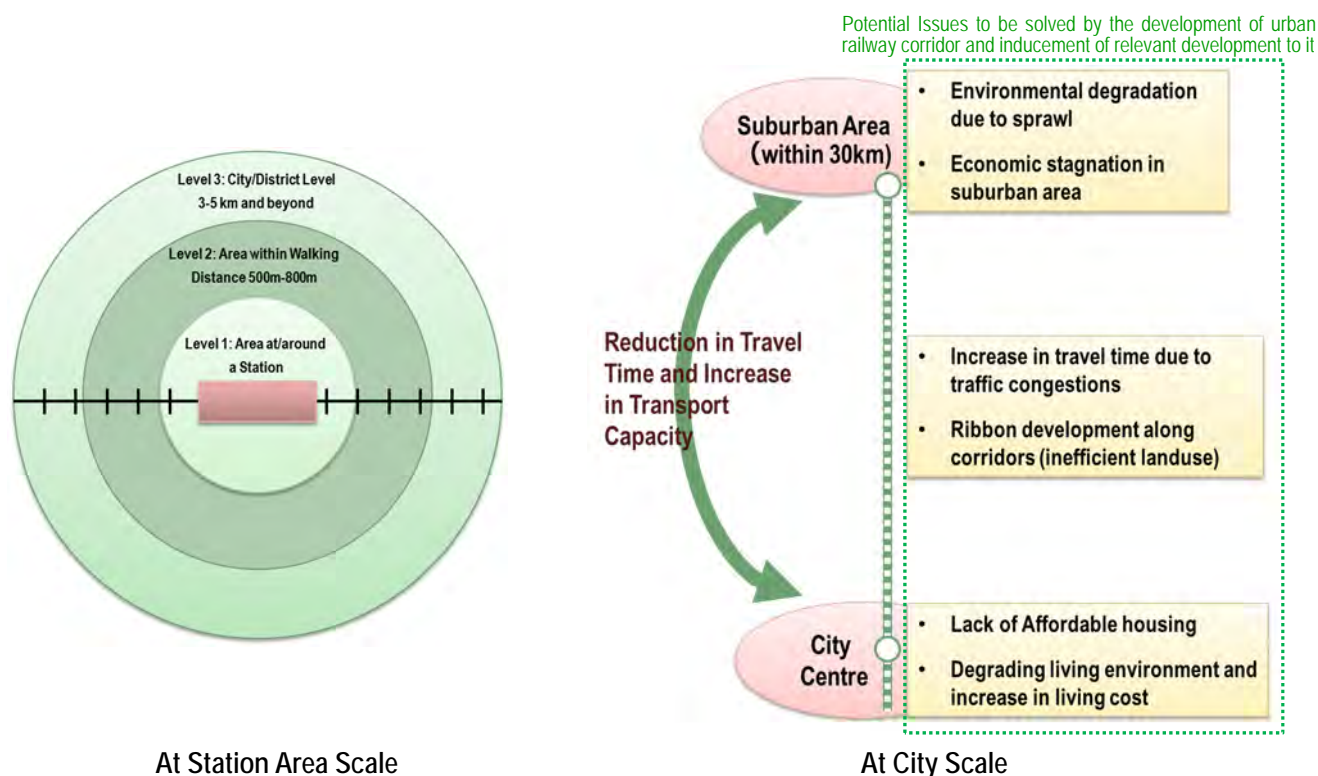 Potential Issues to be solved by the development of urban
railway corridor and inducement of relevant development to it
Level 3: City/District Level
3-5 km and beyond
Level 2: Area within Walking
Distance 500m-800m
Level 1: Area at/around
a Station
At Station Area Scale
Suburban Area
(within 30km)
• Environmental degradation
due to sprawl
• Economic stagnation in
suburban area
Reduction in Travel
Time and Increase
in Transport
Capacity
• Increase in travel time due to
traffic congestions
• Ribbon development along
corridors (inefficient landuse)
City
Centre
• Lack of Affordable housing
• Degrading living environment and
increase in living cost
At City Scale